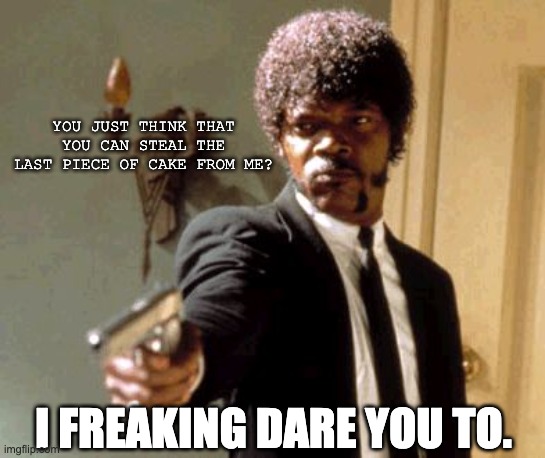 YOU JUST THINK THAT
YOU CAN STEAL THE
LAST PIECE OF CAKE FROM ME?
I FREAKING DARE YOU TO.
imgflip.com